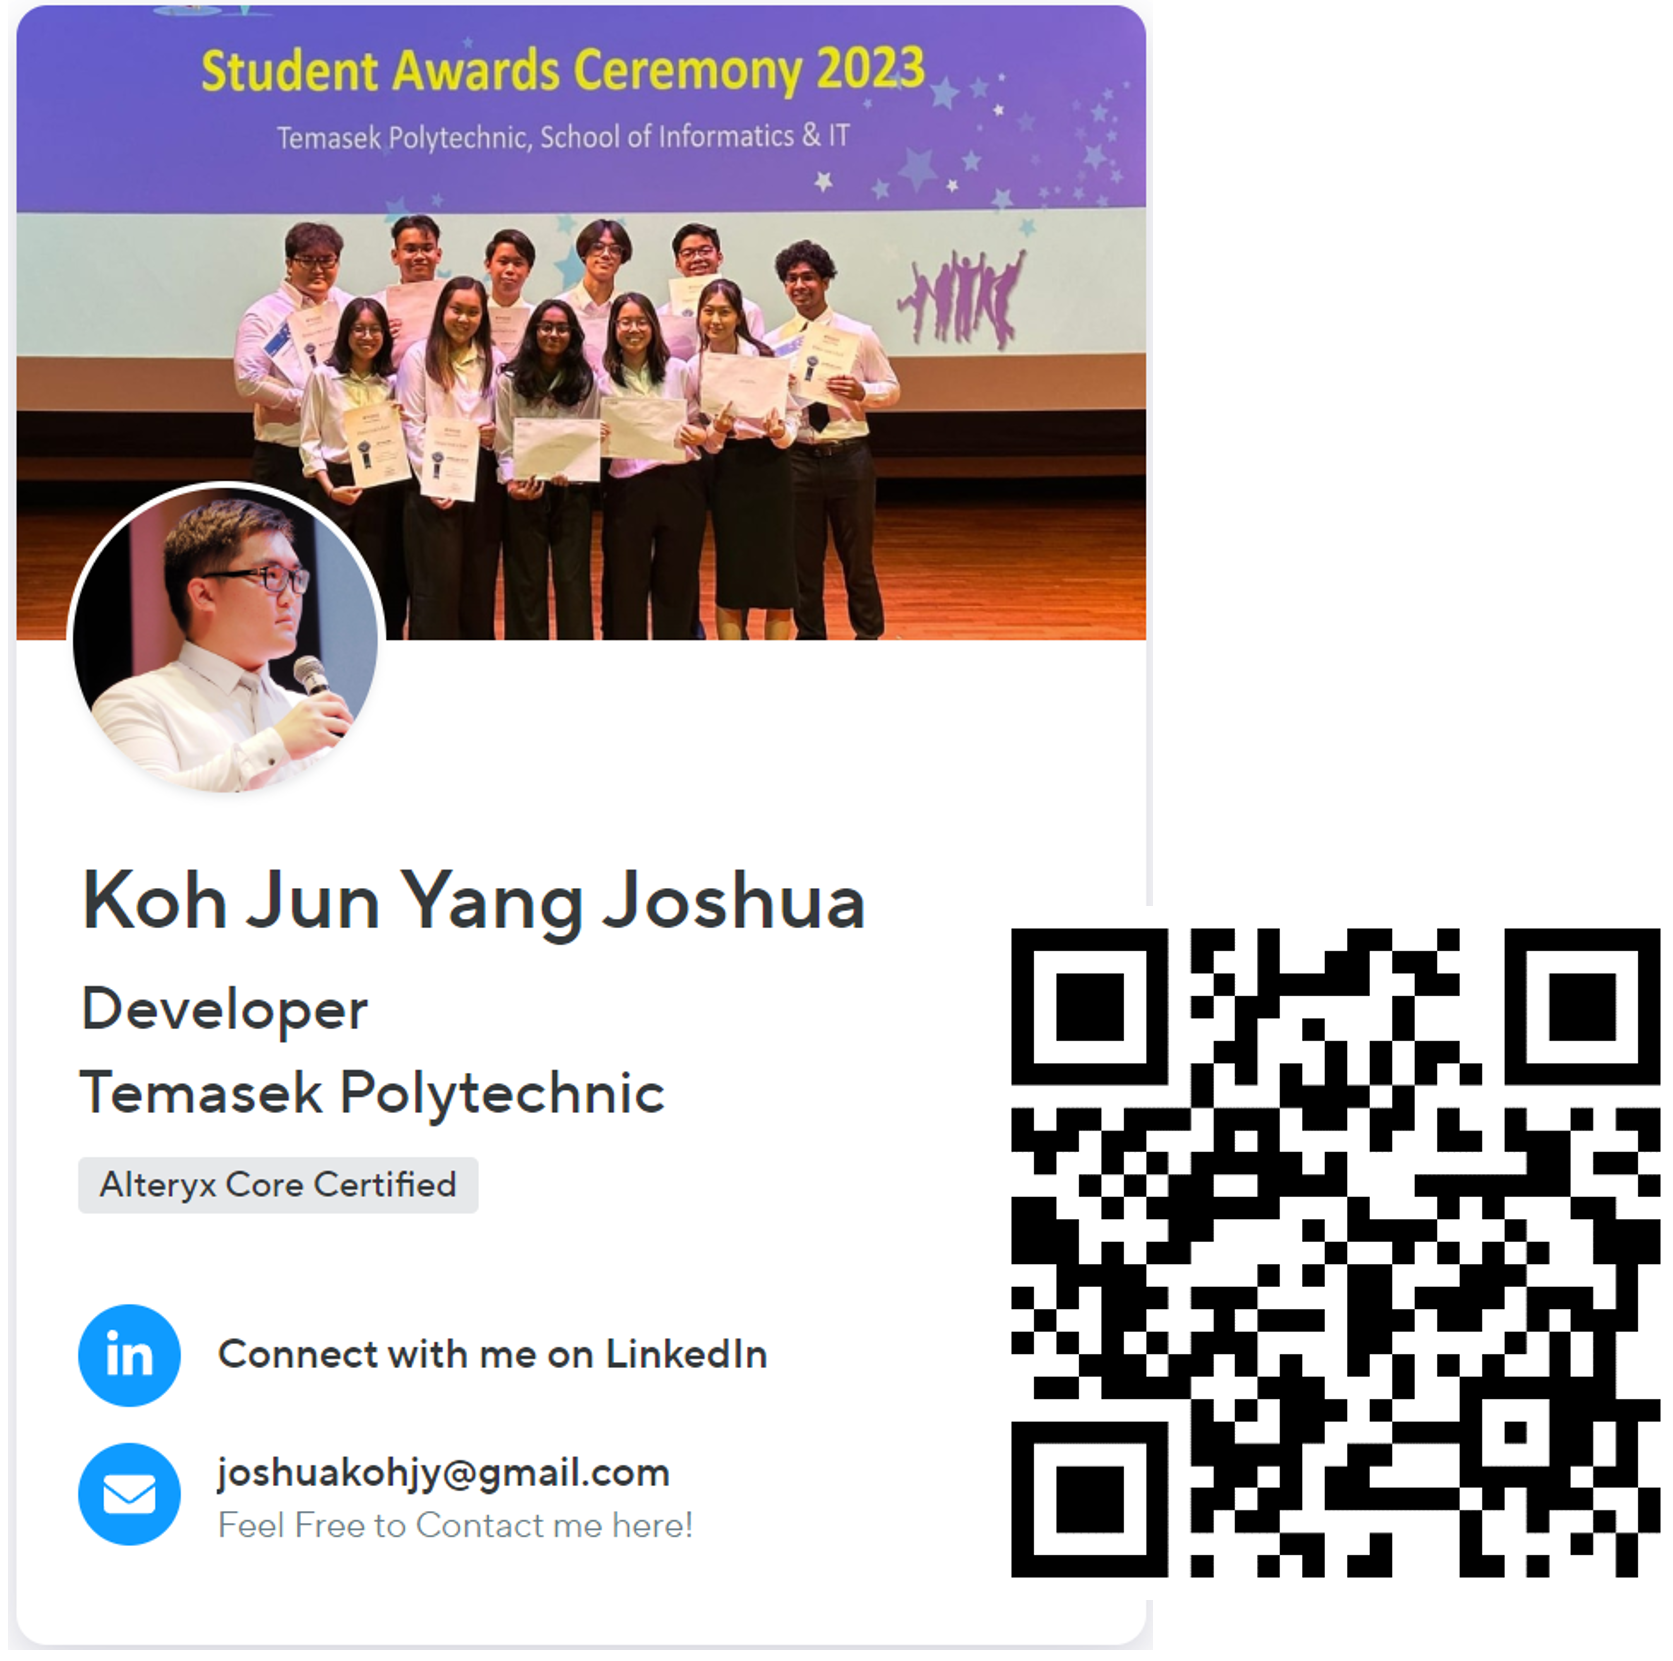 Student Awards Ceremony 2023
Temasek Polytechnic, School of Informatics & IT
Koh Jun Yang Joshua
Developer
Temasek Polytechnic
Alteryx Core Certified
in
Connect with me on LinkedIn
joshuakohjy@gmail.com
Feel Free to Contact me here!